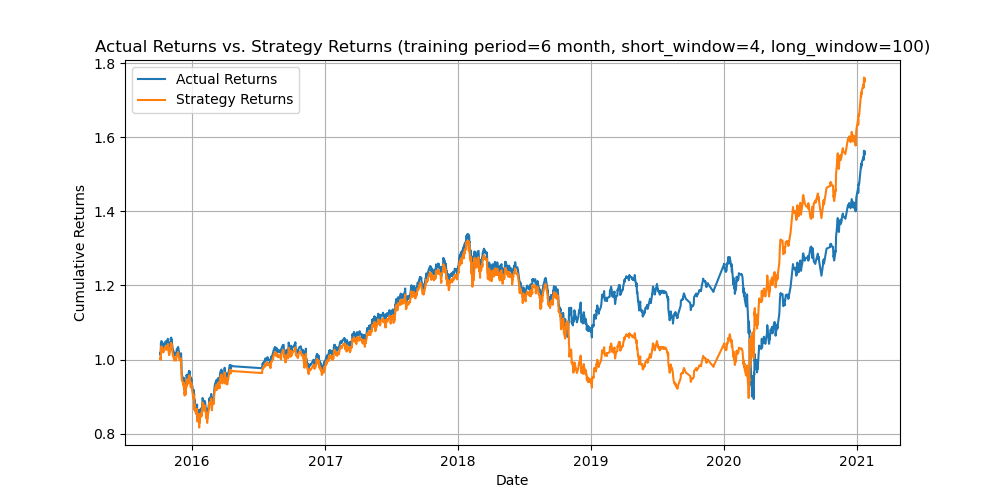 Actual Returns vs. Strategy Returns (training period=6 month, short_window=4, long_window=100)
Actual Returns
Strategy Returns
Cumulative Returns
1.8
1.6
1.4
1.2
1.0
0.8
2016 2017 2018 2019 2020 2021
Date